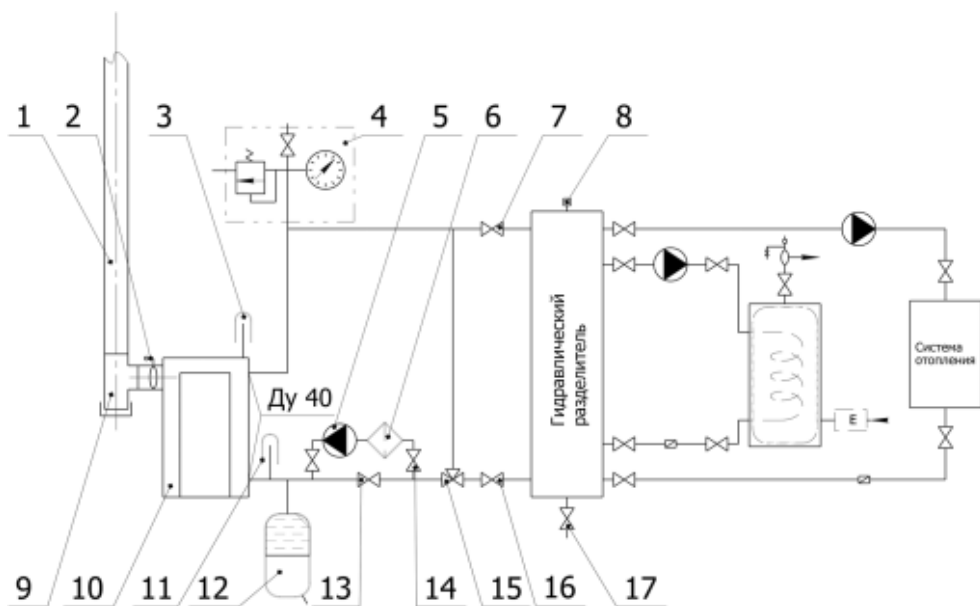 1 2 3 4 5 6 7 8
Ду 40
Гидравлический
разделитель
Система
отопления
E
9 10 11 12 13 14 15 16 17